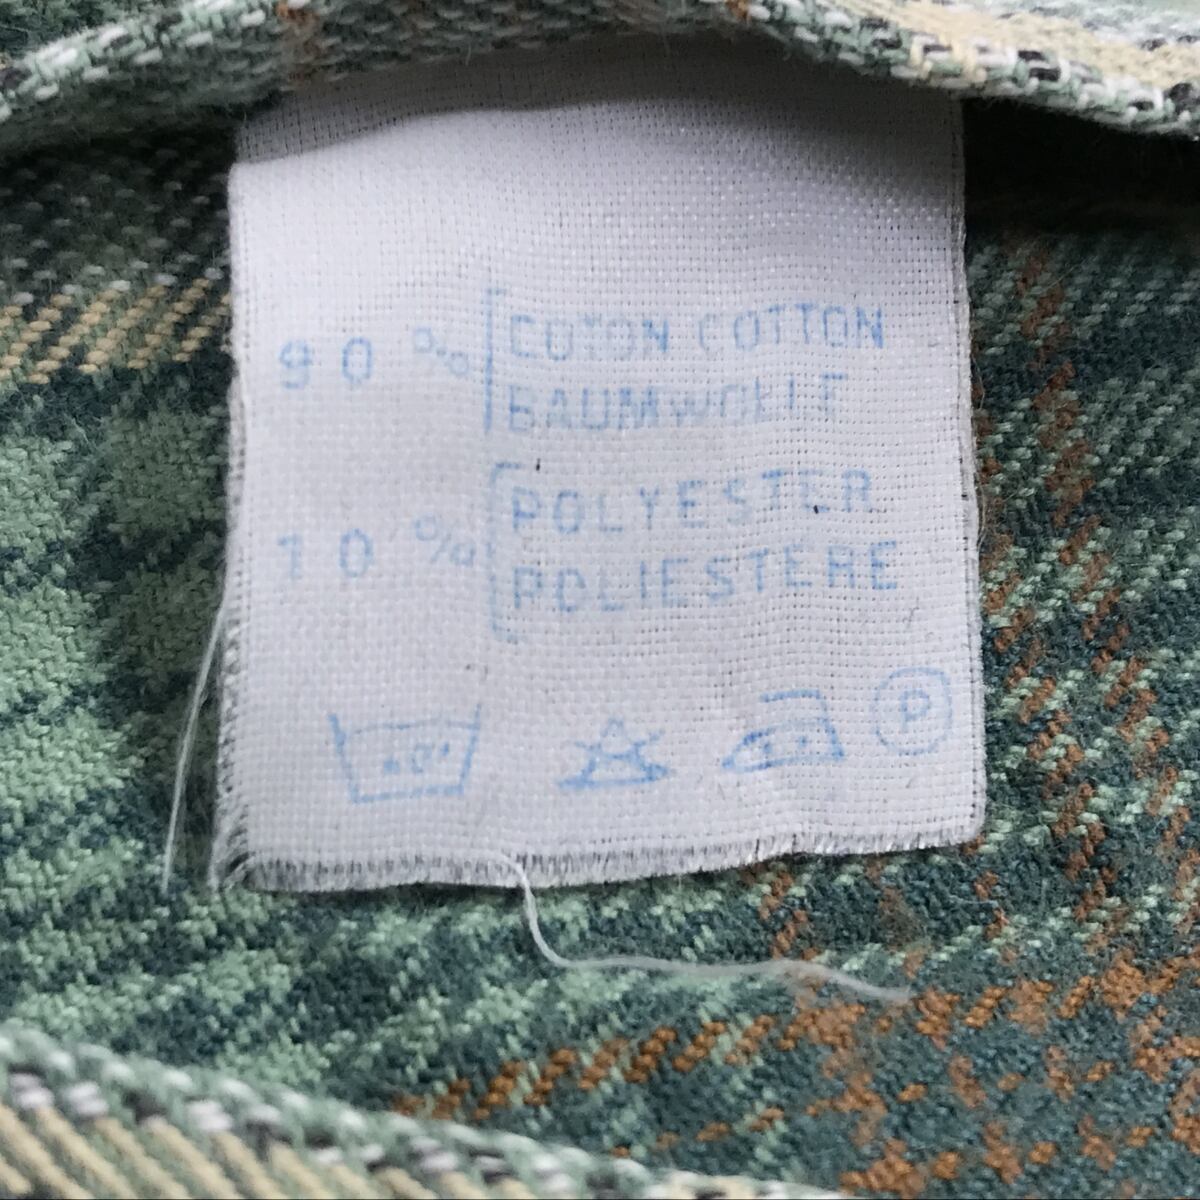 90 % COTON COTTON
BAUMWOLLE
10 % POLYESTER
POLIESTERE
40°
P